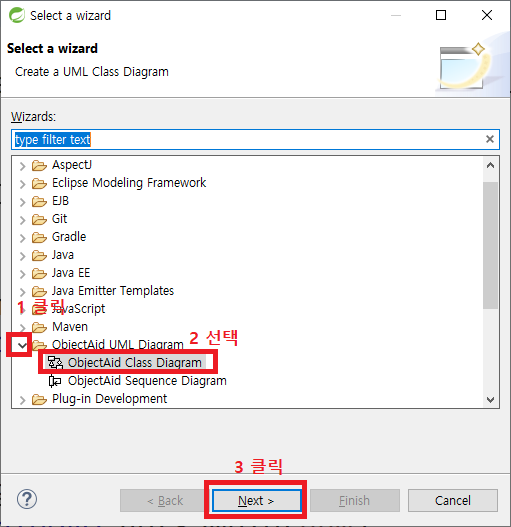 Select a wizard
Select a wizard
Create a UML Class Diagram
Wizards:
type filter text
AspectJ
Eclipse Modeling Framework
EJB
Git
Gradle
Java
Java EE
Java Emitter Templates
1 클릭
JavaScript
Maven
ObjectAid UML Diagram
2 선택
ObjectAid Class Diagram
ObjectAid Sequence Diagram
Plug-in Development
3 클릭
< Back
Next >
Finish
Cancel